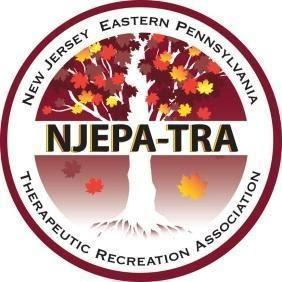 New Jersey Eastern Pennsylvania
NJEPA-TRA
Therapeutic Recreation Association